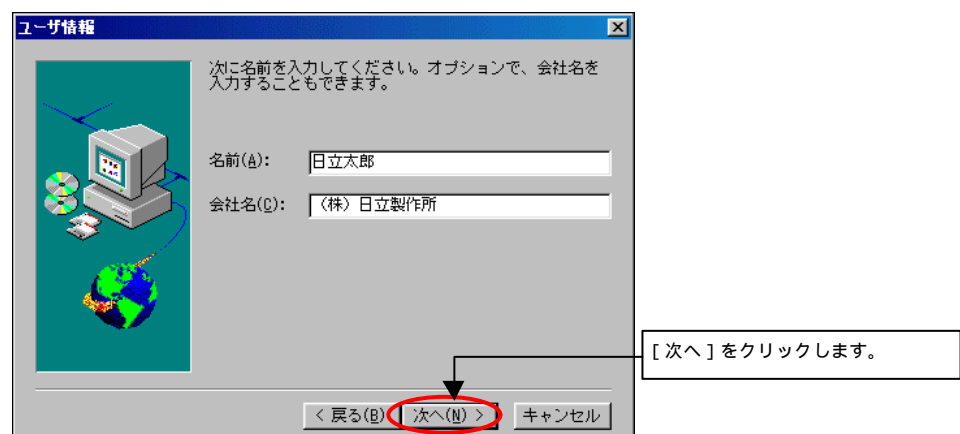 ユーザ情報
次に名前を入力してください。オプションで、会社名を
入力することもできます。
名前(A):
日立太郎
会社名(C):
(株)日立製作所
[次へ]をクリックします。
< 戻る(B)
次へ(N) >
キャンセル